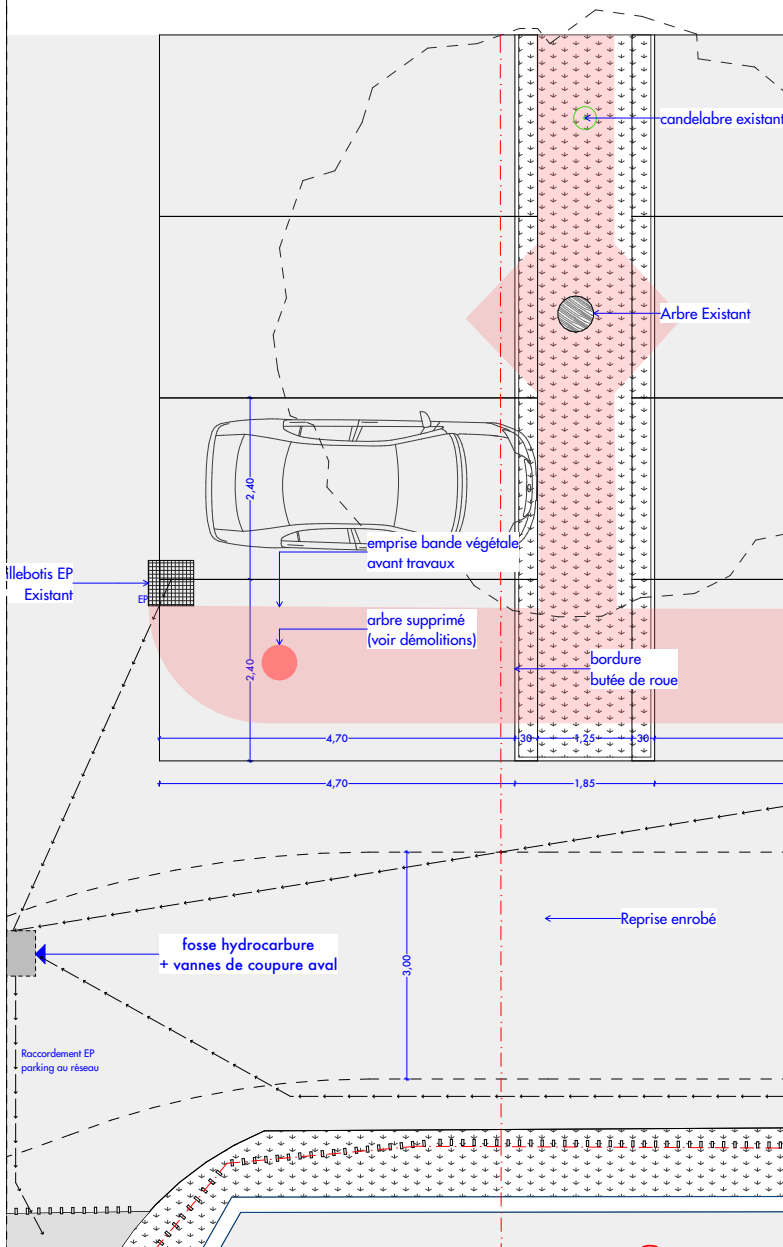 candelabre existant
Arbre Existant
2,40
emprise bande végétale
avant travaux
illebotis EP
Existant
EP
arbre supprimé
(voir démolitions)
2,40
bordure
butée de roue
4,70
30
1,25
30
4,70
1,85
Reprise enrobé
fosse hydrocarbure
+ vannes de coupure aval
3,00
Raccordement EP
parking au réseau